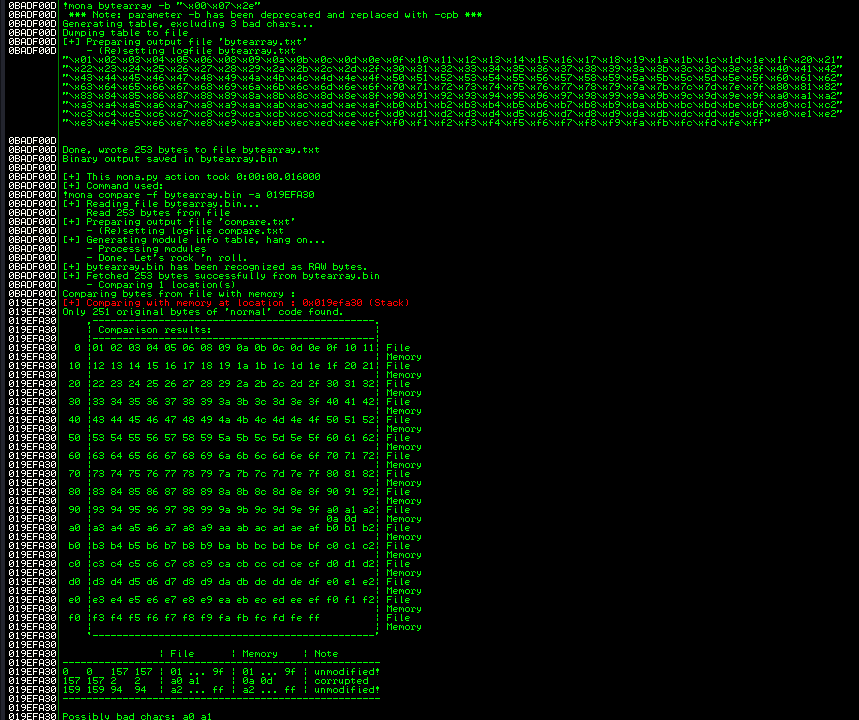 0BADF00D !mona bytearray -b "\x00\x07\x2e"
0BADF00D *** Note: parameter -b has been deprecated and replaced with -cpb ***
0BADF00D Generating table, excluding 3 bad chars...
0BADF00D Dumping table to file
0BADF00D [+] Preparing output file 'bytearray.txt'
0BADF00D - (Re)setting logfile bytearray.txt
"\x01\x02\x03\x04\x05\x06\x08\x09\x0a\x0b\x0c\x0d\x0e\x0f\x10\x11\x12\x13\x14\x15\x16\x17\x18\x19\x1a\x1b\x1c\x1d\x1e\x1f\x20\x21"
"\x22\x23\x24\x25\x26\x27\x28\x29\x2a\x2b\x2c\x2d\x2f\x30\x31\x32\x33\x34\x35\x36\x37\x38\x39\x3a\x3b\x3c\x3d\x3e\x3f\x40\x41\x42"
"\x43\x44\x45\x46\x47\x48\x49\x4a\x4b\x4c\x4d\x4e\x4f\x50\x51\x52\x53\x54\x55\x56\x57\x58\x59\x5a\x5b\x5c\x5d\x5e\x5f\x60\x61\x62"
"\x63\x64\x65\x66\x67\x68\x69\x6a\x6b\x6c\x6d\x6e\x6f\x70\x71\x72\x73\x74\x75\x76\x77\x78\x79\x7a\x7b\x7c\x7d\x7e\x7f\x80\x81\x82"
"\x83\x84\x85\x86\x87\x88\x89\x8a\x8b\x8c\x8d\x8e\x8f\x90\x91\x92\x93\x94\x95\x96\x97\x98\x99\x9a\x9b\x9c\x9d\x9e\x9f\xa0\xa1\xa2"
"\xa3\xa4\xa5\xa6\xa7\xa8\xa9\xaa\xab\xac\xad\xae\xaf\xb0\xb1\xb2\xb3\xb4\xb5\xb6\xb7\xb8\xb9\xba\xbb\xbc\xbd\xbe\xbf\xc0\xc1\xc2"
"\xc3\xc4\xc5\xc6\xc7\xc8\xc9\xca\xcb\xcc\xcd\xce\xcf\xd0\xd1\xd2\xd3\xd4\xd5\xd6\xd7\xd8\xd9\xda\xdb\xdc\xdd\xde\xdf\xe0\xe1\xe2"
"\xe3\xe4\xe5\xe6\xe7\xe8\xe9\xea\xeb\xec\xed\xee\xef\xf0\xf1\xf2\xf3\xf4\xf5\xf6\xf7\xf8\xf9\xfa\xfb\xfc\xfd\xfe\xff"
0BADF00D
0BADF00D Done, wrote 253 bytes to file bytearray.txt
0BADF00D Binary output saved in bytearray.bin
0BADF00D
0BADF00D [+] This mona.py action took 0:00:00.016000
0BADF00D [+] Command used:
0BADF00D !mona compare -f bytearray.bin -a 019EFA30
0BADF00D [+] Reading file bytearray.bin...
0BADF00D Read 253 bytes from file
0BADF00D [+] Preparing output file 'compare.txt'
0BADF00D - (Re)setting logfile compare.txt
0BADF00D [+] Generating module info table, hang on...
0BADF00D - Processing modules
0BADF00D - Done. Let's rock 'n roll.
0BADF00D [+] bytearray.bin has been recognized as RAW bytes.
0BADF00D [+] Fetched 253 bytes successfully from bytearray.bin
0BADF00D - Comparing 1 location(s)
0BADF00D Comparing bytes from file with memory :
019EFA30 [+] Comparing with memory at location : 0x019efa30 (Stack)
019EFA30 Only 251 original bytes of 'normal' code found.
019EFA30
019EFA30 Comparison results:
019EFA30
019EFA30 0 01 02 03 04 05 06 08 09 0a 0b 0c 0d 0e 0f 10 11 File
019EFA30 Memory
019EFA30 10 12 13 14 15 16 17 18 19 1a 1b 1c 1d 1e 1f 20 21 File
019EFA30 Memory
019EFA30 20 22 23 24 25 26 27 28 29 2a 2b 2c 2d 2f 30 31 32 File
019EFA30 Memory
019EFA30 30 33 34 35 36 37 38 39 3a 3b 3c 3d 3e 3f 40 41 42 File
019EFA30 Memory
019EFA30 40 43 44 45 46 47 48 49 4a 4b 4c 4d 4e 4f 50 51 52 File
019EFA30 Memory
019EFA30 50 53 54 55 56 57 58 59 5a 5b 5c 5d 5e 5f 60 61 62 File
019EFA30 Memory
019EFA30 60 63 64 65 66 67 68 69 6a 6b 6c 6d 6e 6f 70 71 72 File
019EFA30 Memory
019EFA30 70 73 74 75 76 77 78 79 7a 7b 7c 7d 7e 7f 80 81 82 File
019EFA30 Memory
019EFA30 80 83 84 85 86 87 88 89 8a 8b 8c 8d 8e 8f 90 91 92 File
019EFA30 Memory
019EFA30 90 93 94 95 96 97 98 99 9a 9b 9c 9d 9e 9f a0 a1 a2 File
019EFA30 0a 0d Memory
019EFA30 a0 a3 a4 a5 a6 a7 a8 a9 aa ab ac ad ae af b0 b1 b2 File
019EFA30 Memory
019EFA30 b0 b3 b4 b5 b6 b7 b8 b9 ba bb bc bd be bf c0 c1 c2 File
019EFA30 Memory
019EFA30 c0 c3 c4 c5 c6 c7 c8 c9 ca cb cc cd ce cf d0 d1 d2 File
019EFA30 Memory
019EFA30 d0 d3 d4 d5 d6 d7 d8 d9 da db dc dd de df e0 e1 e2 File
019EFA30 Memory
019EFA30 e0 e3 e4 e5 e6 e7 e8 e9 ea eb ec ed ee ef f0 f1 f2 File
019EFA30 Memory
019EFA30 f0 f3 f4 f5 f6 f7 f8 f9 fa fb fc fd fe ff File
019EFA30 Memory
019EFA30
019EFA30
019EFA30 | File | Memory | Note
019EFA30
019EFA30 0 0 157 157 | 01 ... 9f | 01 ... 9f | unmodified!
019EFA30 157 157 2 2 | a0 a1 | 0a 0d | corrupted
019EFA30 159 159 94 94 | a2 ... ff | a2 ... ff | unmodified!
019EFA30
019EFA30
019EFA30 Possibly bad chars: a0 a1